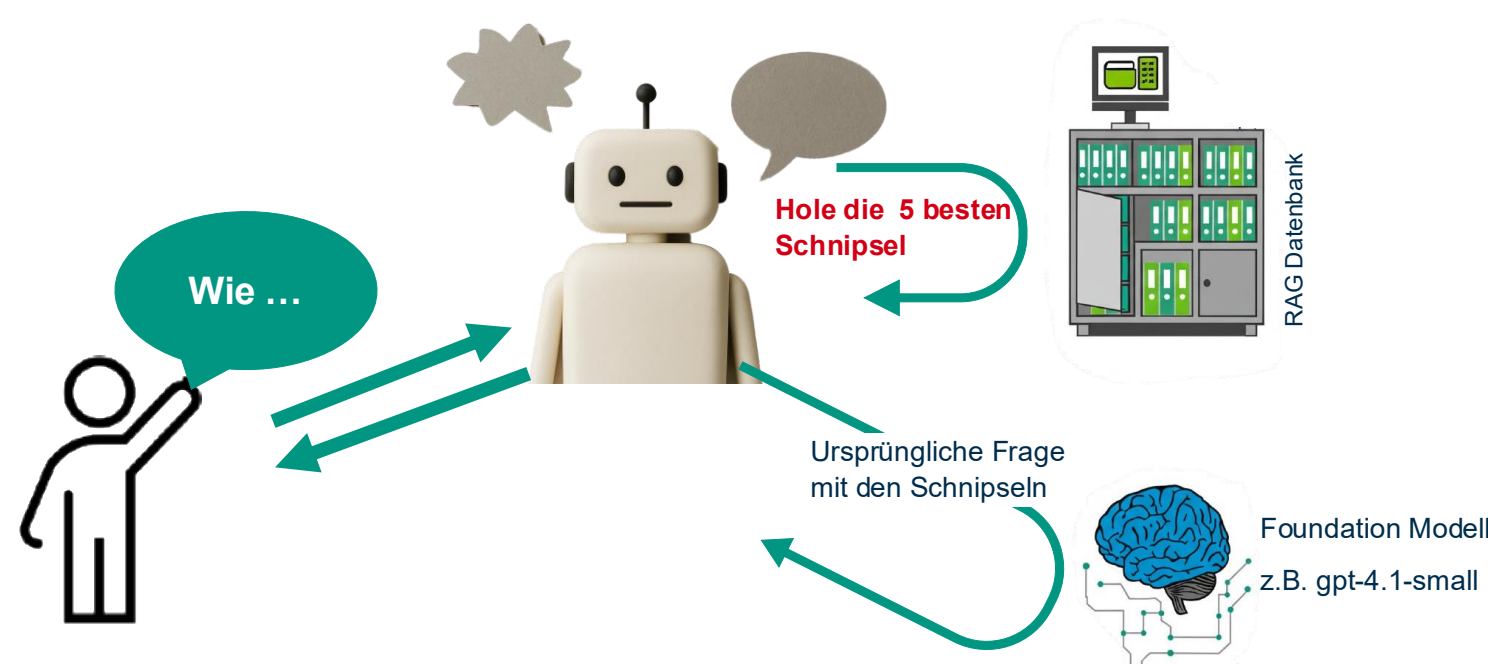 Wie …
Hole die 5 besten
Schnipsel
RAG Datenbank
Ursprüngliche Frage
mit den Schnipseln
Foundation Modell
z.B. gpt-4.1-small